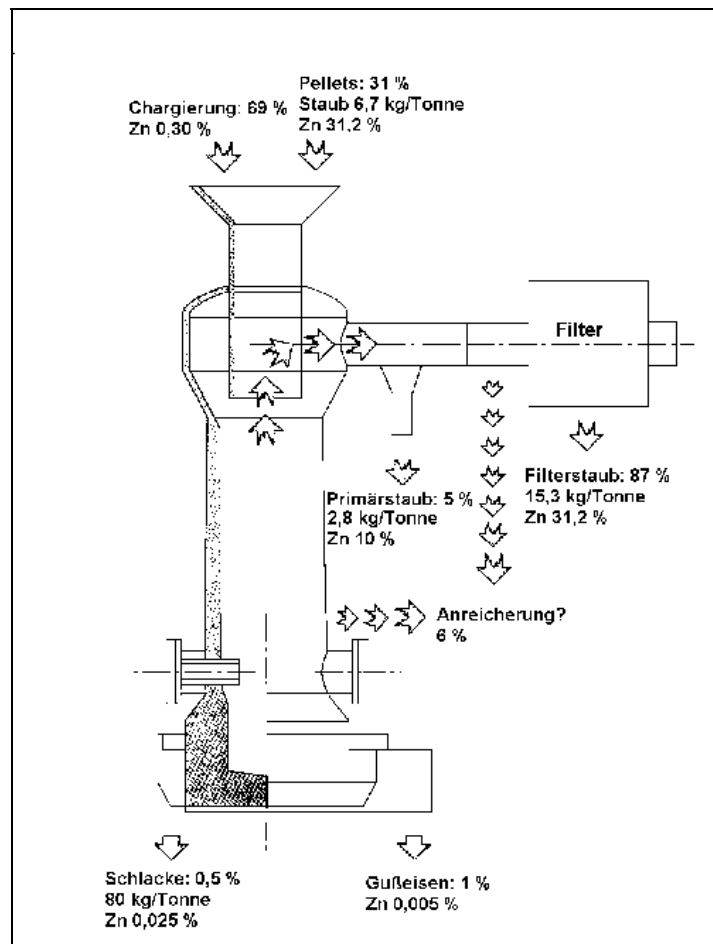 Pellets: 31 %
Staub 6,7 kg/Tonne
Zn 31,2 %
Chargierung: 69 %
Zn 0,30 %
Filter
Primärstaub: 5 %
2,8 kg/Tonne
Zn 10 %
Filterstaub: 87 %
15,3 kg/Tonne
Zn 31,2 %
Anreicherung?
6 %
Schlacke: 0,5 %
80 kg/Tonne
Zn 0,025 %
Gußeisen: 1 %
Zn 0,005 %